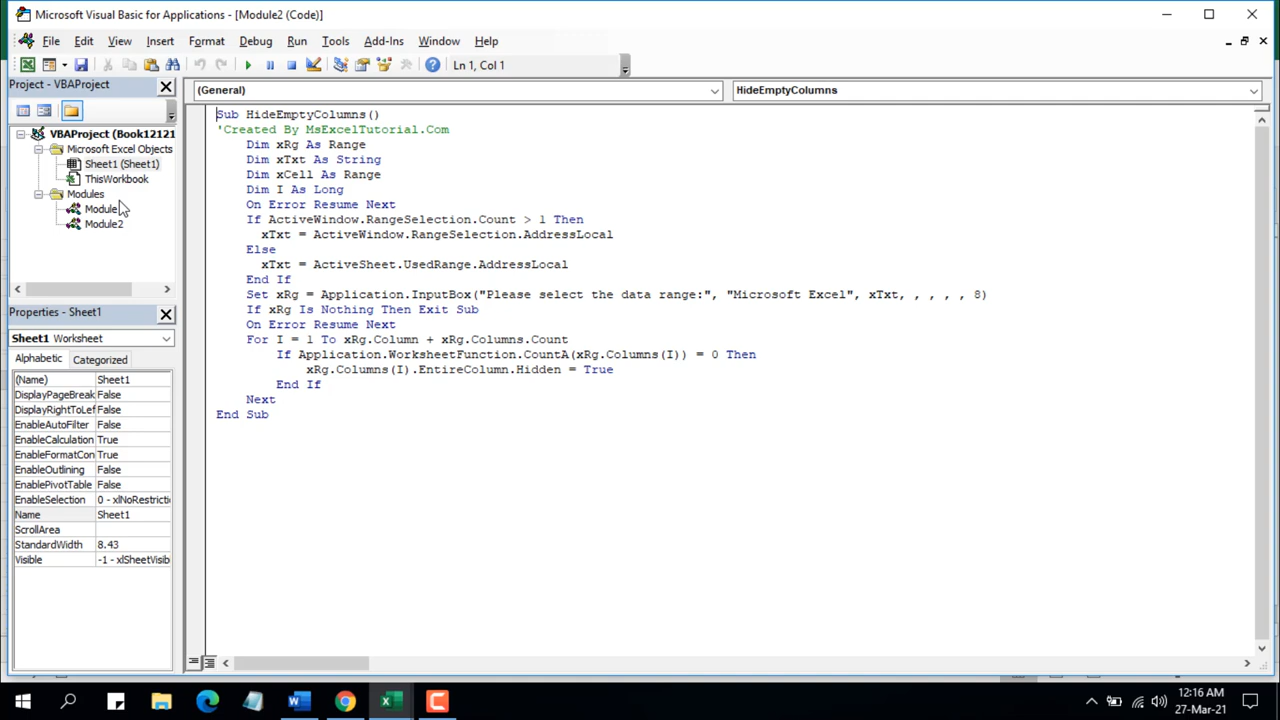 Microsoft Visual Basic for Applications - [Module2 (Code)]
File Edit View Insert Format Debug Run Tools Add-Ins Window Help
Ln 1, Col 1
Project - VBAProject
(General)
HideEmptyColumns
VBAProject (Book12121
Microsoft Excel Objects
Sheet1 (Sheet1)
ThisWorkbook
Modules
Module
Module2
Properties - Sheet1
Sheet1 Worksheet
Alphabetic Categorized
(Name) Sheet1
DisplayPageBreak False
DisplayRightToLef False
EnableAutoFilter False
EnableCalculation True
EnableFormatCon True
EnableOutlining False
EnablePivotTable False
EnableSelection 0 - xlNoRestricti
Name Sheet1
ScrollArea
StandardWidth 8.43
Visible -1 - xlSheetVisib
Sub HideEmptyColumns()
'Created By MsExcelTutorial.Com
Dim xRg As Range
Dim xTxt As String
Dim xCell As Range
Dim I As Long
On Error Resume Next
If ActiveWindow.RangeSelection.Count > 1 Then
xTxt = ActiveWindow.RangeSelection.AddressLocal
Else
xTxt = ActiveSheet.UsedRange.AddressLocal
End If
Set xRg = Application.InputBox("Please select the data range:", "Microsoft Excel", xTxt, , , , , 8)
If xRg Is Nothing Then Exit Sub
On Error Resume Next
For I = 1 To xRg.Column + xRg.Columns.Count
If Application.WorksheetFunction.CountA(xRg.Columns(I)) = 0 Then
xRg.Columns(I).EntireColumn.Hidden = True
End If
Next
End Sub
12:16 AM
27-Mar-21